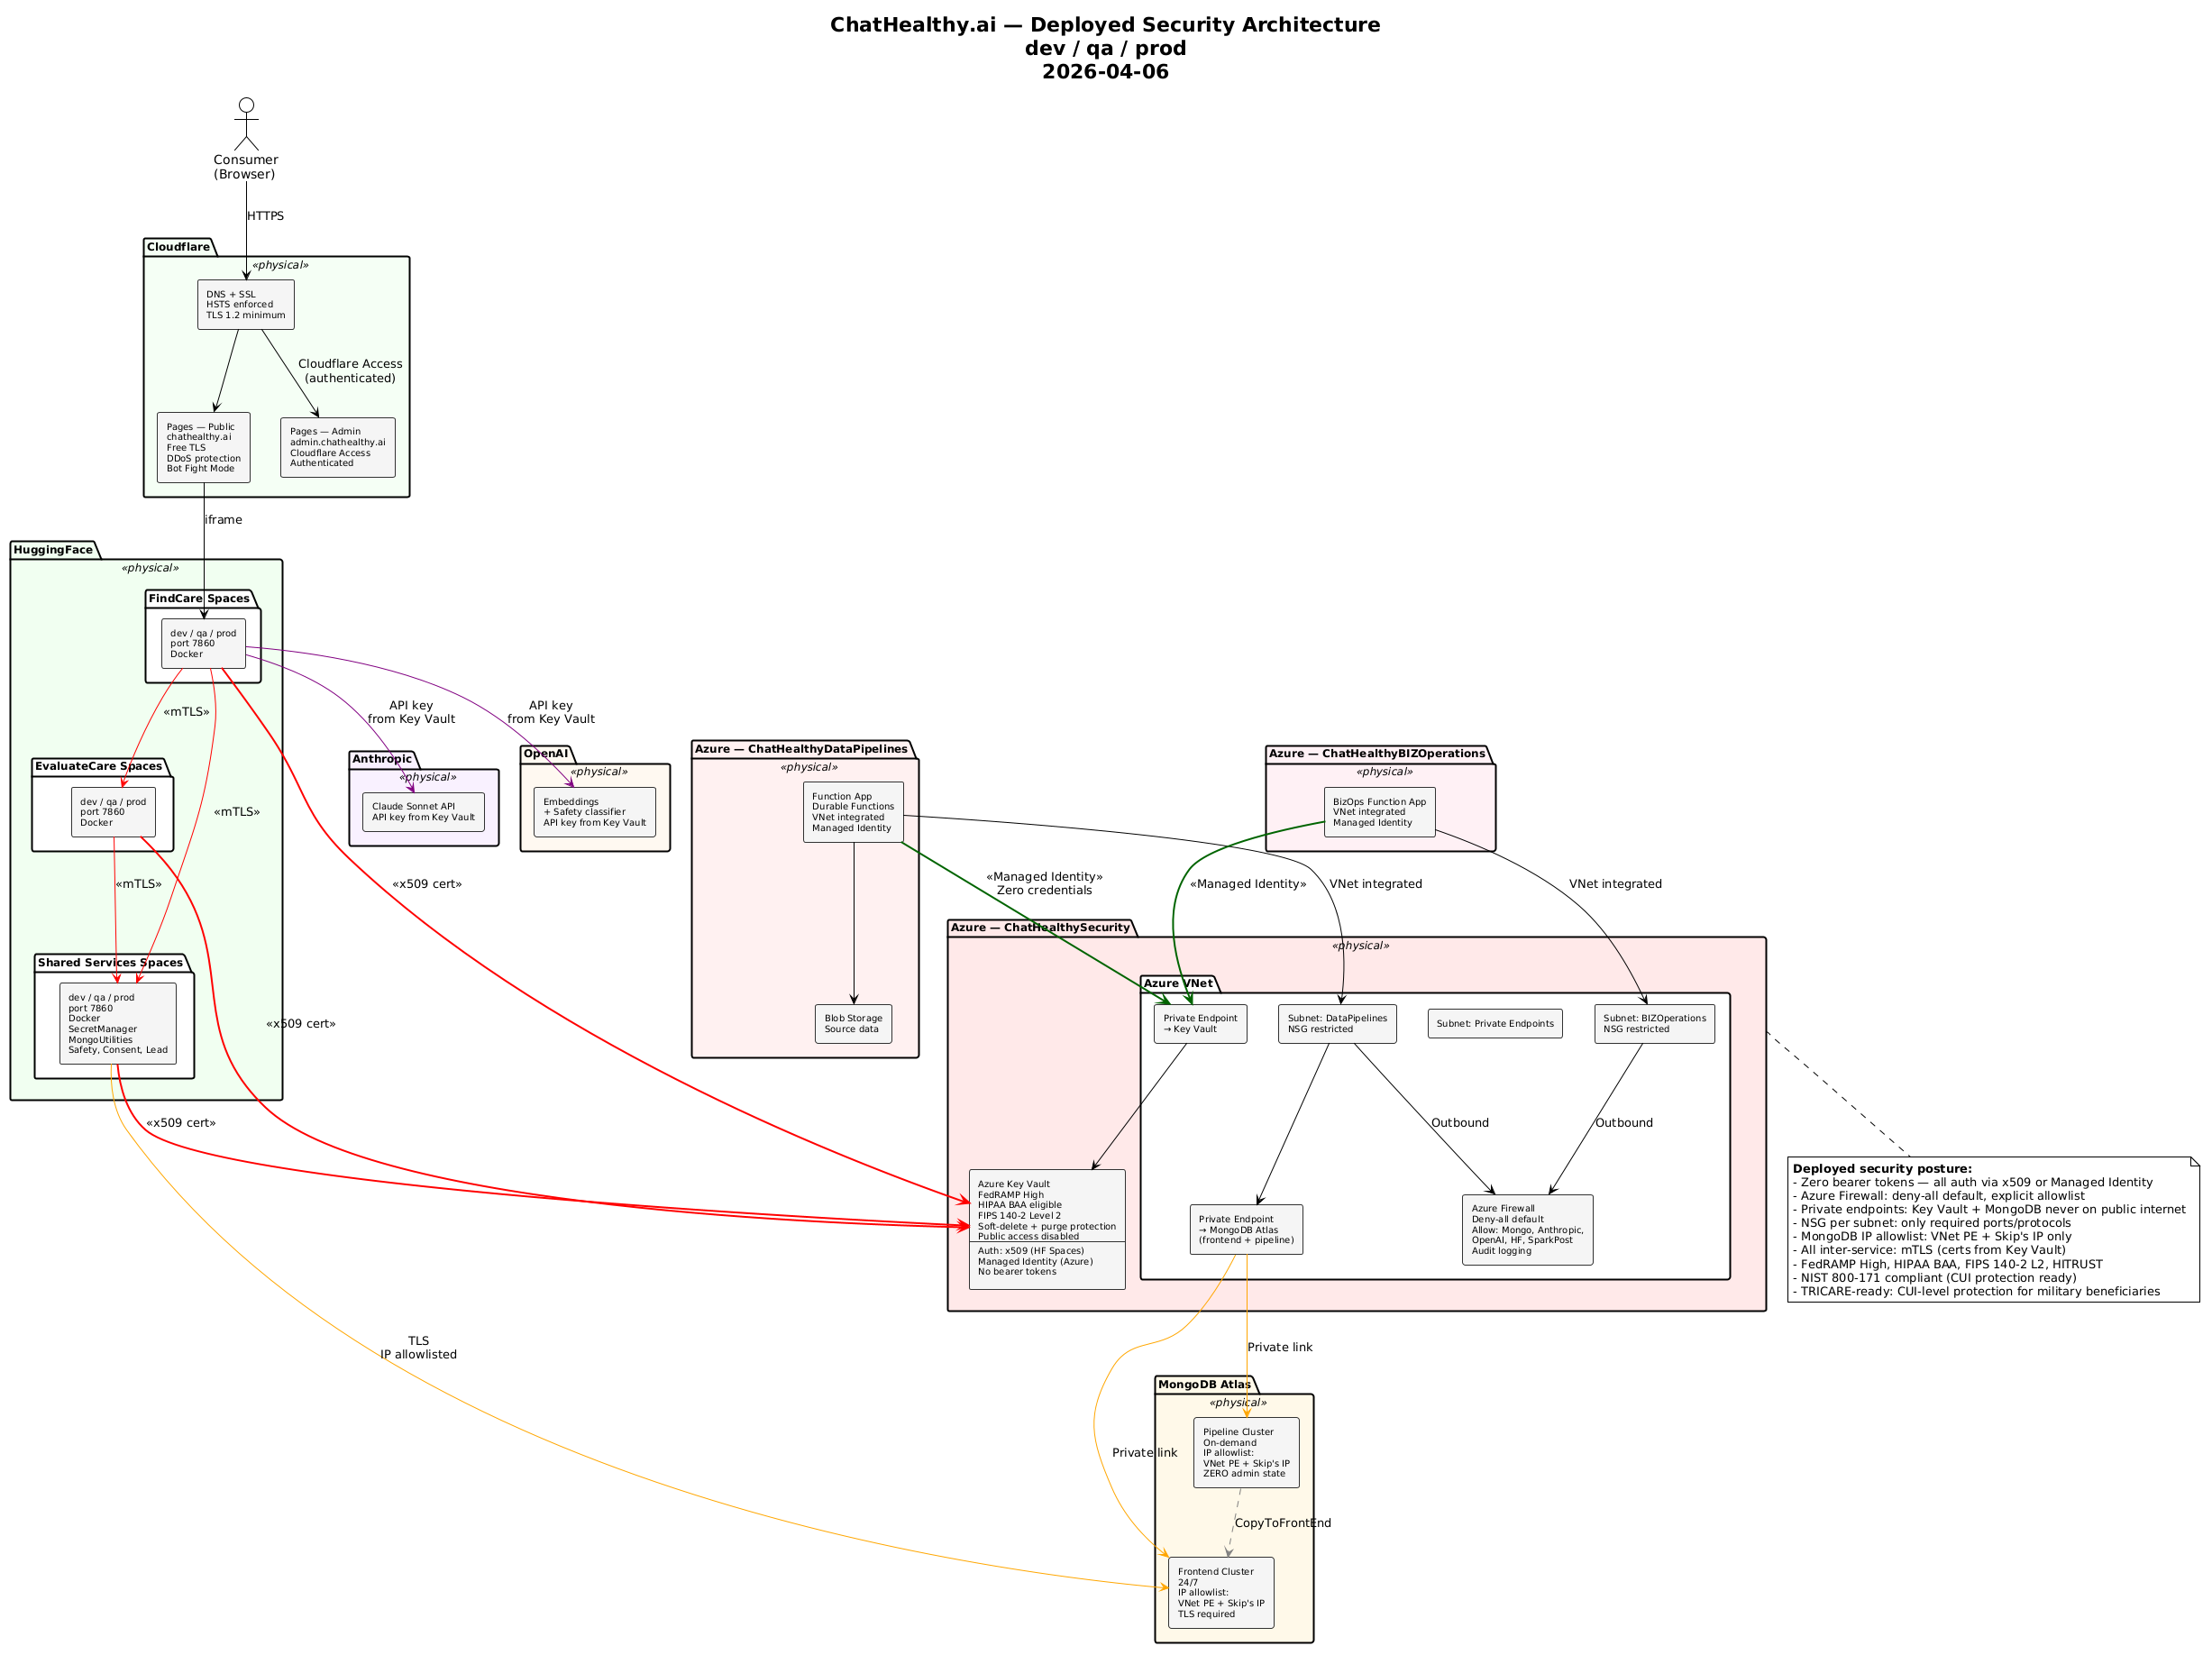 ChatHealthy.ai — Deployed Security Architecture
dev / qa / prod
2026-04-06
Consumer
(Browser)
HTTPS
Cloudflare
«physical»
DNS + SSL
HSTS enforced
TLS 1.2 minimum
Cloudflare Access
(authenticated)
Pages — Public
chathealthy.ai
Free TLS
DDoS protection
Bot Fight Mode
Pages — Admin
admin.chathealthy.ai
Cloudflare Access
Authenticated
iframe
HuggingFace
«physical»
FindCare Spaces
dev / qa / prod
port 7860
Docker
«mTLS»
API key
from Key Vault
API key
from Key Vault
EvaluateCare Spaces
dev / qa / prod
port 7860
Docker
«mTLS»
«mTLS»
Anthropic
«physical»
Claude Sonnet API
API key from Key Vault
OpenAI
«physical»
Embeddings
+ Safety classifier
API key from Key Vault
«x509 cert»
Azure — ChatHealthyDataPipelines
«physical»
Function App
Durable Functions
VNet integrated
Managed Identity
Blob Storage
Source data
Azure — ChatHealthyBIZOperations
«physical»
BizOps Function App
VNet integrated
Managed Identity
«Managed Identity»
Zero credentials
«Managed Identity»
VNet integrated
VNet integrated
Shared Services Spaces
dev / qa / prod
port 7860
Docker
SecretManager
MongoUtilities
Safety, Consent, Lead
«x509 cert»
«x509 cert»
Azure — ChatHealthySecurity
«physical»
Azure VNet
Private Endpoint
→ Key Vault
Subnet: DataPipelines
NSG restricted
Subnet: Private Endpoints
Subnet: BIZOperations
NSG restricted
Outbound
Outbound
Azure Key Vault
FedRAMP High
HIPAA BAA eligible
FIPS 140-2 Level 2
Soft-delete + purge protection
Public access disabled
Auth: x509 (HF Spaces)
Managed Identity (Azure)
No bearer tokens
Private Endpoint
→ MongoDB Atlas
(frontend + pipeline)
Azure Firewall
Deny-all default
Allow: Mongo, Anthropic,
OpenAI, HF, SparkPost
Audit logging
Deployed security posture:
- Zero bearer tokens — all auth via x509 or Managed Identity
- Azure Firewall: deny-all default, explicit allowlist
- Private endpoints: Key Vault + MongoDB never on public internet
- NSG per subnet: only required ports/protocols
- MongoDB IP allowlist: VNet PE + Skip's IP only
- All inter-service: mTLS (certs from Key Vault)
- FedRAMP High, HIPAA BAA, FIPS 140-2 L2, HITRUST
- NIST 800-171 compliant (CUI protection ready)
- TRICARE-ready: CUI-level protection for military beneficiaries
TLS
IP allowlisted
Private link
Private link
MongoDB Atlas
«physical»
Pipeline Cluster
On-demand
IP allowlist:
VNet PE + Skip's IP
ZERO admin state
CopyToFrontEnd
Frontend Cluster
24/7
IP allowlist:
VNet PE + Skip's IP
TLS required